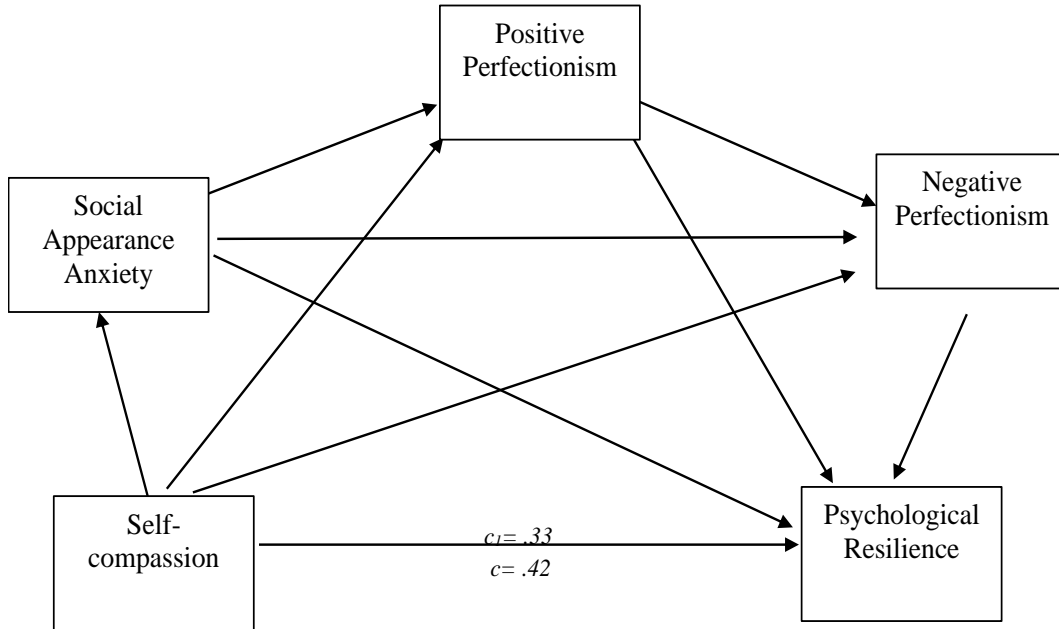 Positive
Perfectionism
Negative
Perfectionism
Social
Appearance
Anxiety
Self-
compassion
c₁= .33
c= .42
Psychological
Resilience